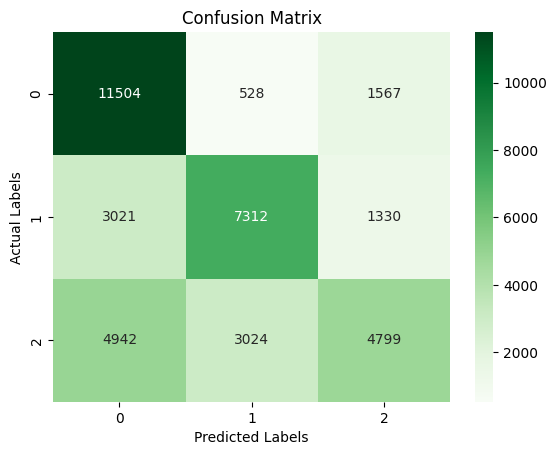 Confusion Matrix
0 11504 528 1567
1 3021 7312 1330
2 4942 3024 4799
0 1 2
Actual Labels
Predicted Labels
10000
8000
6000
4000
2000